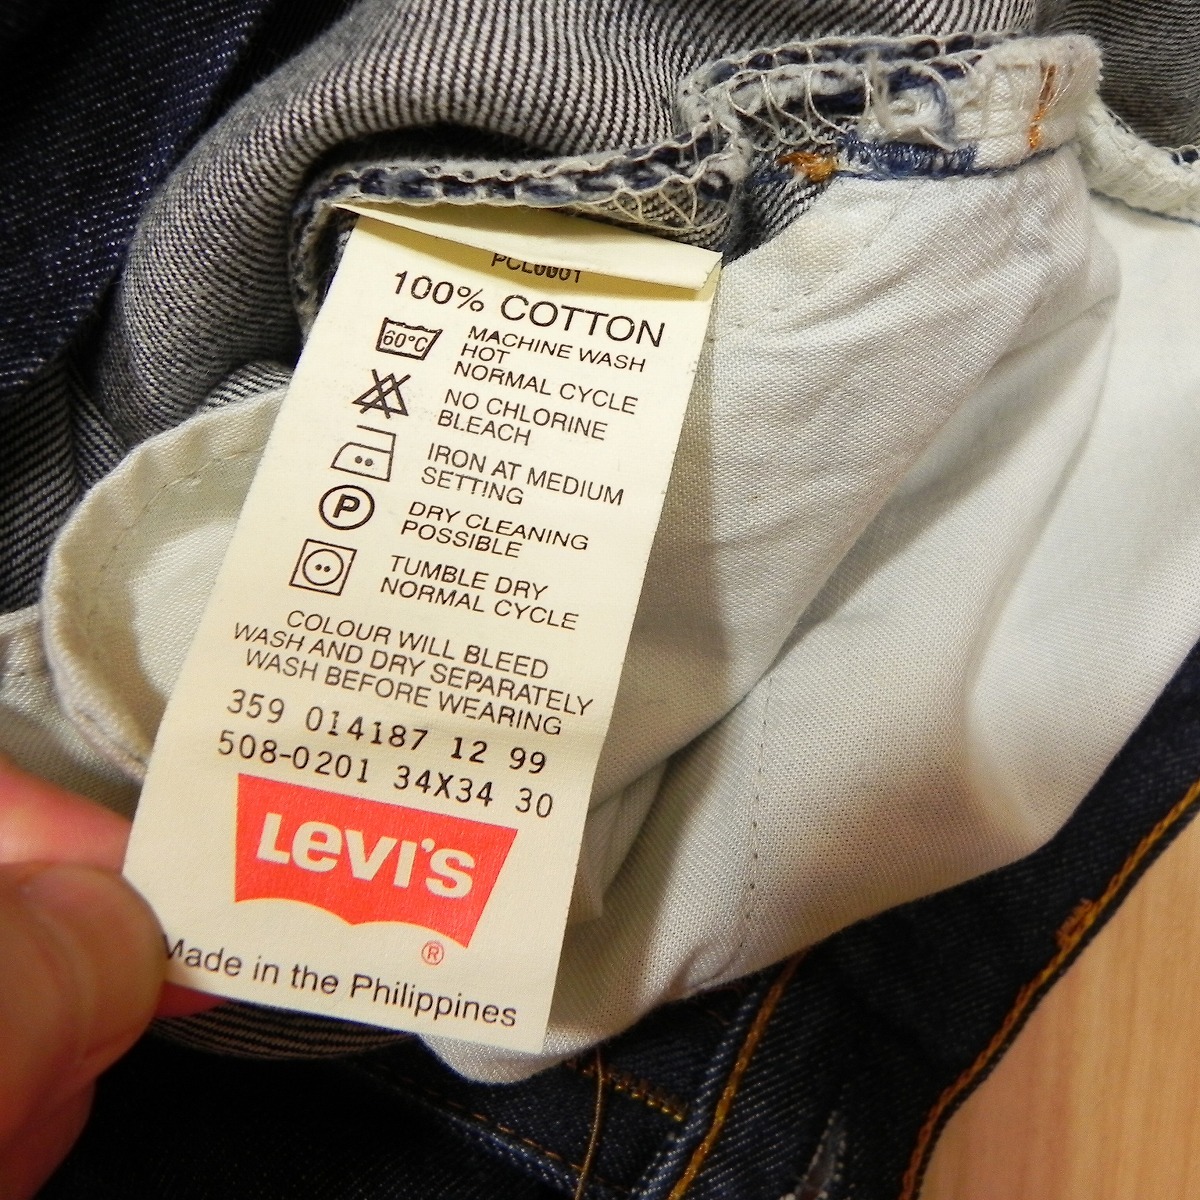 PCL0001
100% COTTON
60°C
MACHINE WASH
HOT
NORMAL CYCLE
NO CHLORINE
BLEACH
IRON AT MEDIUM
SETTING
P
DRY CLEANING
POSSIBLE
TUMBLE DRY
NORMAL CYCLE
COLOUR WILL BLEED
WASH AND DRY SEPARATELY
WASH BEFORE WEARING
359 014187 12 99
508-0201 34X34 30
LEVI'S
®
Made in the Philippines